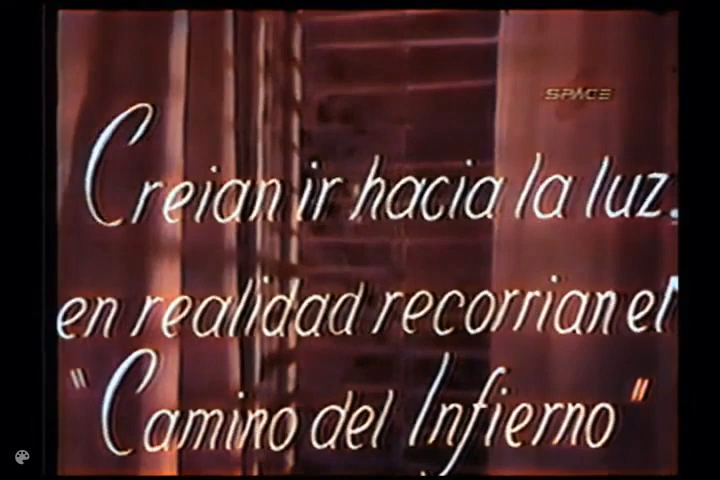 SPACE
Creian ir hacia la luz.
en realidad recorrian el
"Camino del Infierno"